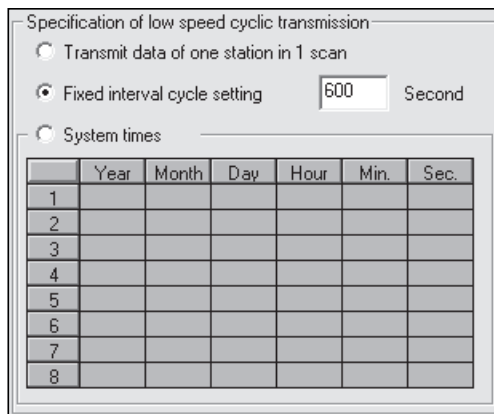 Specification of low speed cyclic transmission
Transmit data of one station in 1 scan
Fixed interval cycle setting 600 Second
System times
Year Month Day Hour Min. Sec.
1
2
3
4
5
6
7
8